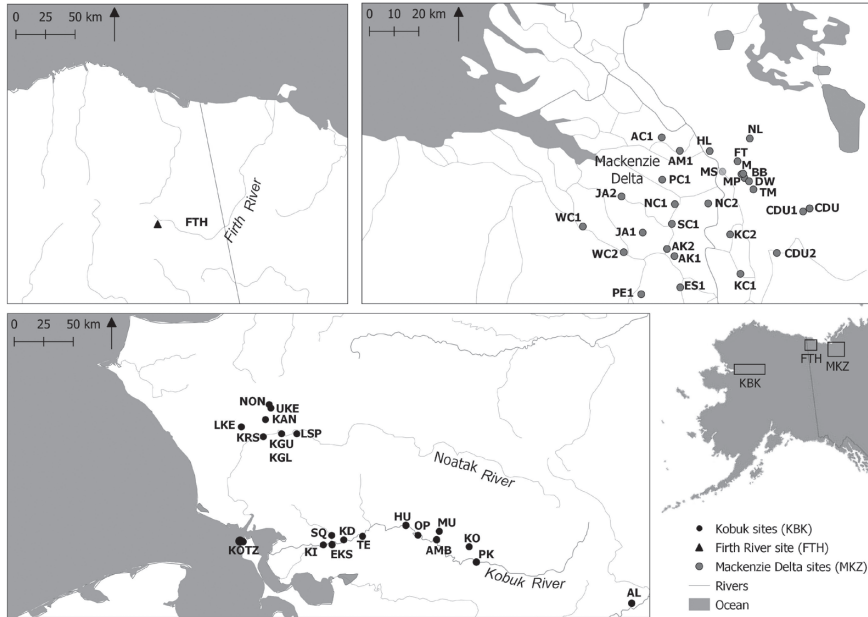 0 25 50 km
FTH
Firth River
0 10 20 km
NL
AC1
HL
AM1
FT
M
Mackenzie
Delta
MS
BB
MP
DW
PC1
TM
JA2
NC1
NC2
CDU1
CDU
WC1
SC1
JA1
KC2
AK2
WC2
AK1
CDU2
KC1
PE1
ES1
0 25 50 km
NON
UKE
KAN
LKE
KRS
LSP
KGU
KGL
Noatak River
HU
OP
MU
SQ
KD
KOTZ
TE
KO
KI
EKS
AMB
PK
Kobuk River
AL
KBK
FTH
MKZ
Kobuk sites (KBK)
Firth River site (FTH)
Mackenzie Delta sites (MKZ)
Rivers
Ocean